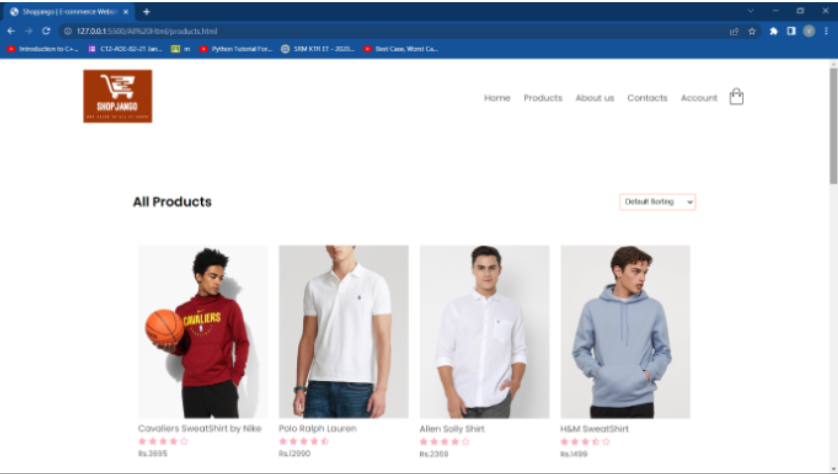 Shopjango | E-commerce Websit
127.0.0.1:5500/All%20Html/products.html
Introduction to C+...
CT2-AOE-B2-21 Jan...
m
Python Tutorial For...
SRM KTR ET - 2020...
Best Case, Worst Ca...
SHOPJANGO
Home Products About us Contacts Account
All Products
Default Sorting
CAVALIERS
Cavaliers SweatShirt by Nike
Rs.3695
Polo Ralph Lauren
Rs.12990
Allen Solly Shirt
Rs.2369
H&M SweatShirt
Rs.1499